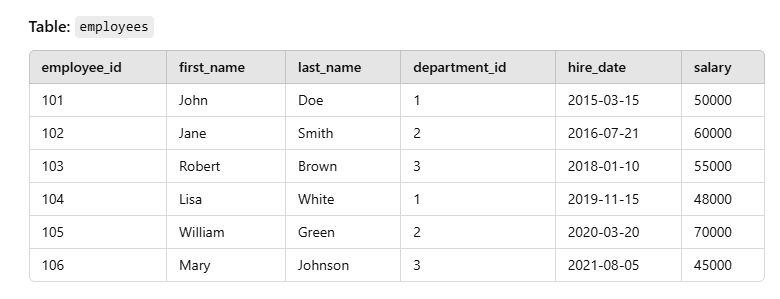 Table: employees
employee_id first_name last_name department_id hire_date salary
101 John Doe 1 2015-03-15 50000
102 Jane Smith 2 2016-07-21 60000
103 Robert Brown 3 2018-01-10 55000
104 Lisa White 1 2019-11-15 48000
105 William Green 2 2020-03-20 70000
106 Mary Johnson 3 2021-08-05 45000